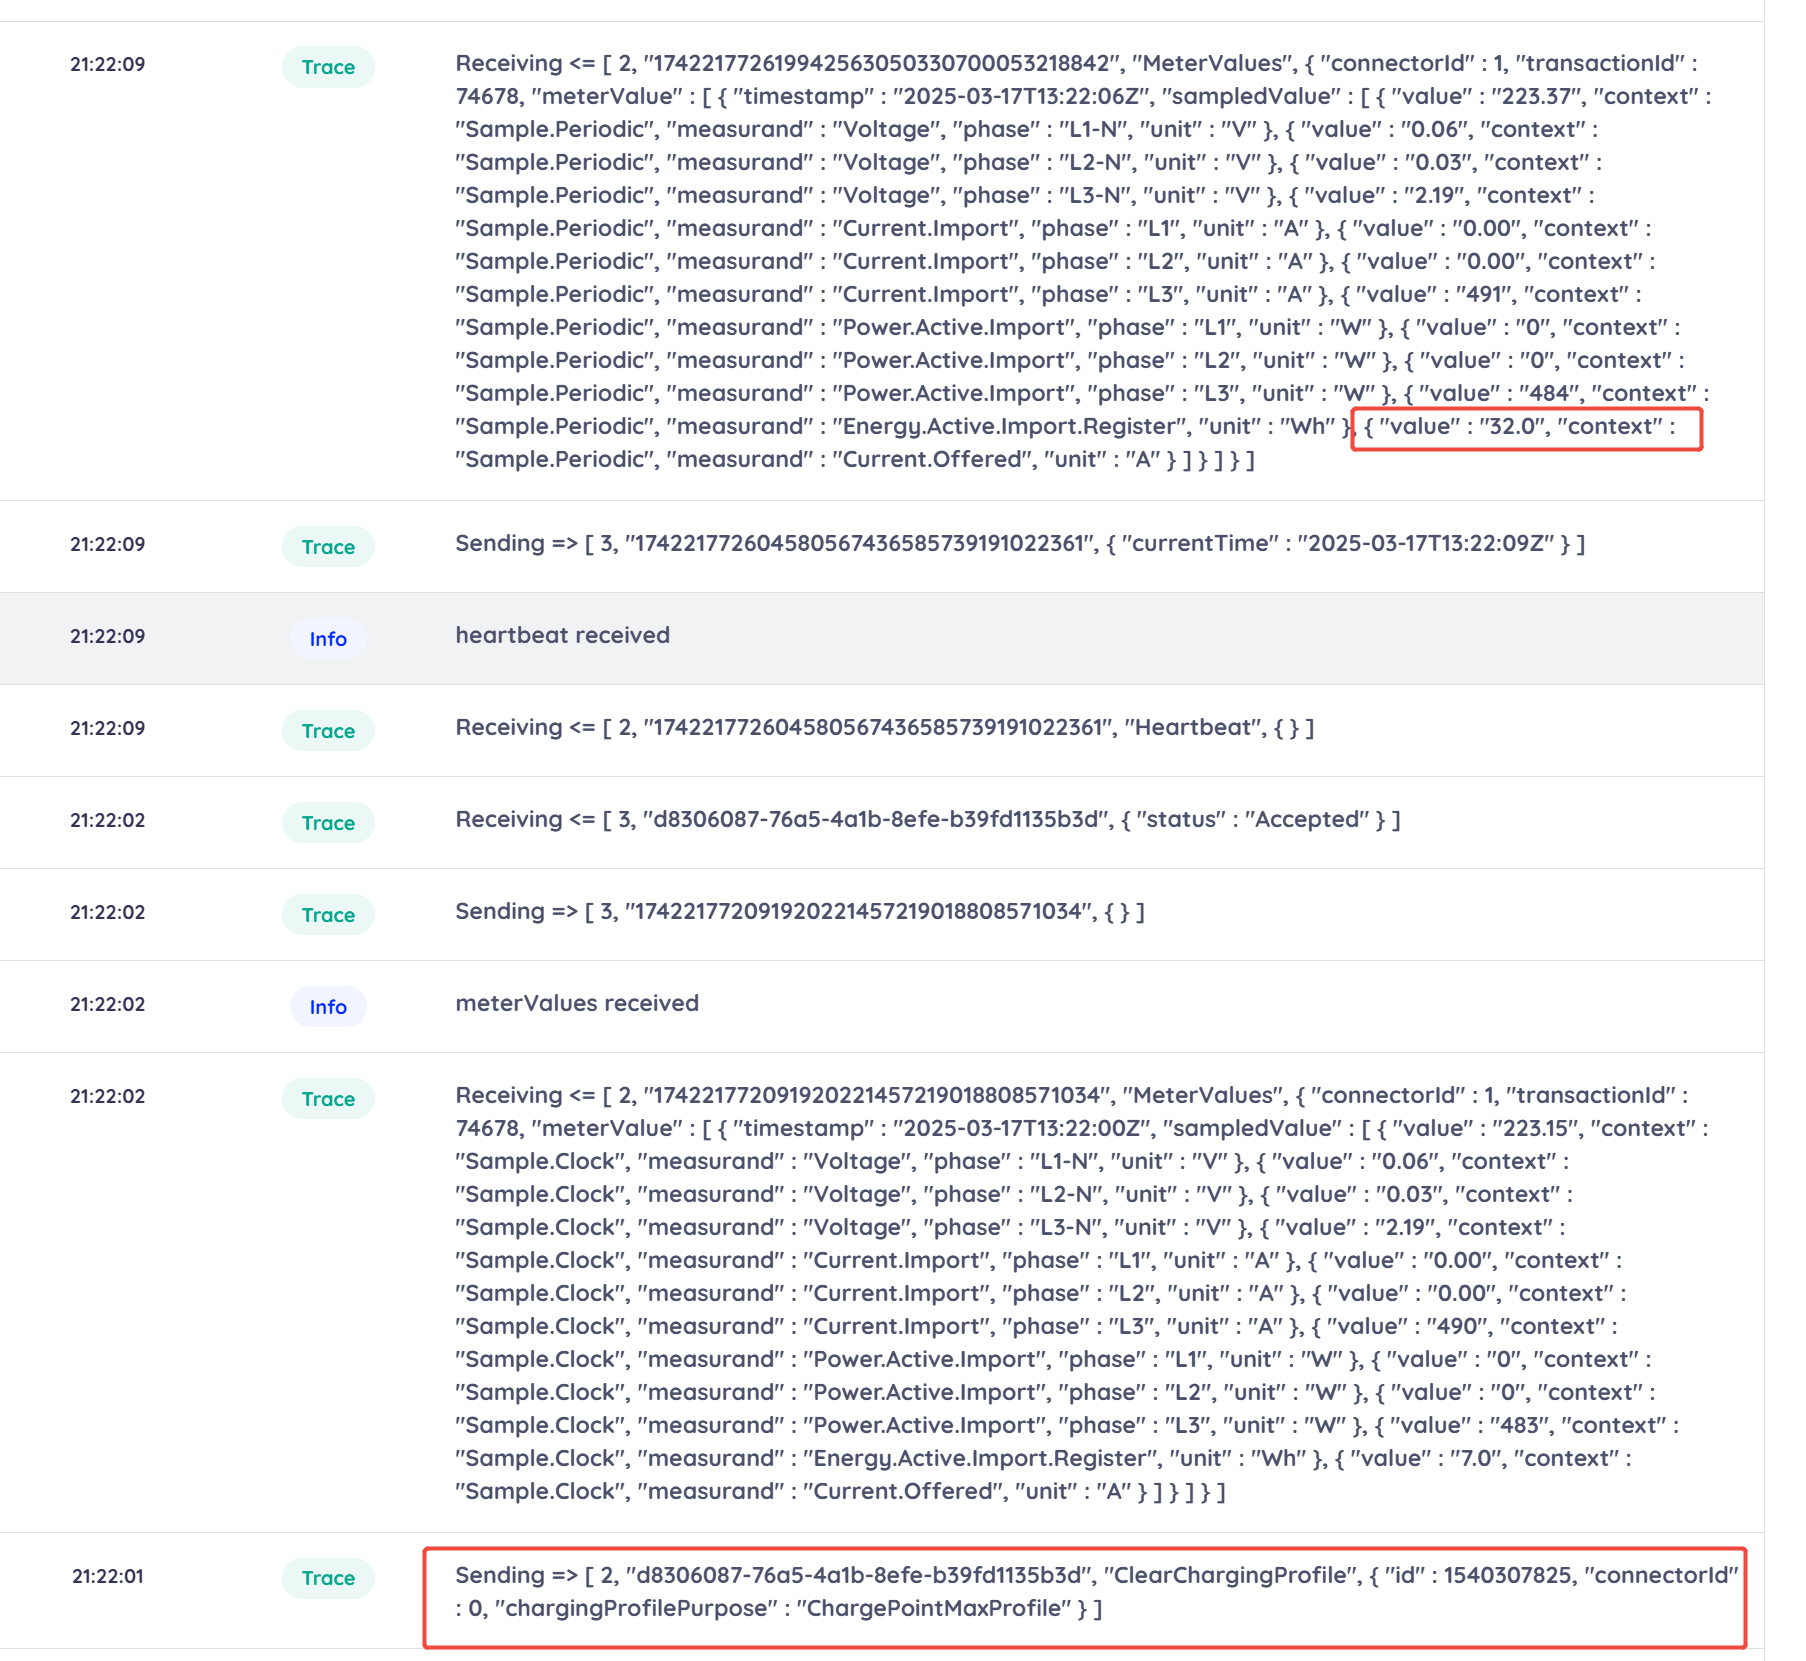 21:22:09
Trace
Receiving <= [ 2, "1742217726199425630503307000053218842", "MeterValues", { "connectorId" : 1, "transactionId" :
74678, "meterValue" : [ { "timestamp" : "2025-03-17T13:22:06Z", "sampledValue" : [ { "value" : "223.37", "context" :
"Sample.Periodic", "measurand" : "Voltage", "phase" : "L1-N", "unit" : "V" }, { "value" : "0.06", "context" :
"Sample.Periodic", "measurand" : "Voltage", "phase" : "L2-N", "unit" : "V" }, { "value" : "0.03", "context" :
"Sample.Periodic", "measurand" : "Voltage", "phase" : "L3-N", "unit" : "V" }, { "value" : "2.19", "context" :
"Sample.Periodic", "measurand" : "Current.Import", "phase" : "L1", "unit" : "A" }, { "value" : "0.00", "context" :
"Sample.Periodic", "measurand" : "Current.Import", "phase" : "L2", "unit" : "A" }, { "value" : "0.00", "context" :
"Sample.Periodic", "measurand" : "Current.Import", "phase" : "L3", "unit" : "A" }, { "value" : "491", "context" :
"Sample.Periodic", "measurand" : "Power.Active.Import", "phase" : "L1", "unit" : "W" }, { "value" : "0", "context" :
"Sample.Periodic", "measurand" : "Power.Active.Import", "phase" : "L2", "unit" : "W" }, { "value" : "0", "context" :
"Sample.Periodic", "measurand" : "Power.Active.Import", "phase" : "L3", "unit" : "W" }, { "value" : "484", "context" :
"Sample.Periodic", "measurand" : "Energy.Active.Import.Register", "unit" : "Wh" }, { "value" : "32.0", "context" :
"Sample.Periodic", "measurand" : "Current.Offered", "unit" : "A" } ] } ] } ]
21:22:09
Trace
Sending => [ 3, "1742217726045805674365857391​91022361", { "currentTime" : "2025-03-17T13:22:09Z" } ]
21:22:09
Info
heartbeat received
21:22:09
Trace
Receiving <= [ 2, "174221772604580567436585739191022361", "Heartbeat", { } ]
21:22:02
Trace
Receiving <= [ 3, "d8306087-76a5-4a1b-8efe-b39fd1135b3d", { "status" : "Accepted" } ]
21:22:02
Trace
Sending => [ 3, "174221772091920221457219018808571034", { } ]
21:22:02
Info
meterValues received
21:22:02
Trace
Receiving <= [ 2, "174221772091920221457219018808571034", "MeterValues", { "connectorId" : 1, "transactionId" :
74678, "meterValue" : [ { "timestamp" : "2025-03-17T13:22:00Z", "sampledValue" : [ { "value" : "223.15", "context" :
"Sample.Clock", "measurand" : "Voltage", "phase" : "L1-N", "unit" : "V" }, { "value" : "0.06", "context" :
"Sample.Clock", "measurand" : "Voltage", "phase" : "L2-N", "unit" : "V" }, { "value" : "0.03", "context" :
"Sample.Clock", "measurand" : "Voltage", "phase" : "L3-N", "unit" : "V" }, { "value" : "2.19", "context" :
"Sample.Clock", "measurand" : "Current.Import", "phase" : "L1", "unit" : "A" }, { "value" : "0.00", "context" :
"Sample.Clock", "measurand" : "Current.Import", "phase" : "L2", "unit" : "A" }, { "value" : "0.00", "context" :
"Sample.Clock", "measurand" : "Current.Import", "phase" : "L3", "unit" : "A" }, { "value" : "490", "context" :
"Sample.Clock", "measurand" : "Power.Active.Import", "phase" : "L1", "unit" : "W" }, { "value" : "0", "context" :
"Sample.Clock", "measurand" : "Power.Active.Import", "phase" : "L2", "unit" : "W" }, { "value" : "0", "context" :
"Sample.Clock", "measurand" : "Power.Active.Import", "phase" : "L3", "unit" : "W" }, { "value" : "483", "context" :
"Sample.Clock", "measurand" : "Energy.Active.Import.Register", "unit" : "Wh" }, { "value" : "7.0", "context" :
"Sample.Clock", "measurand" : "Current.Offered", "unit" : "A" } ] } ] } ]
21:22:01
Trace
Sending => [ 2, "d8306087-76a5-4a1b-8efe-b39fd1135b3d", "ClearChargingProfile", { "id" : 1540307825, "connectorId"
: 0, "chargingProfilePurpose" : "ChargePointMaxProfile" } ]